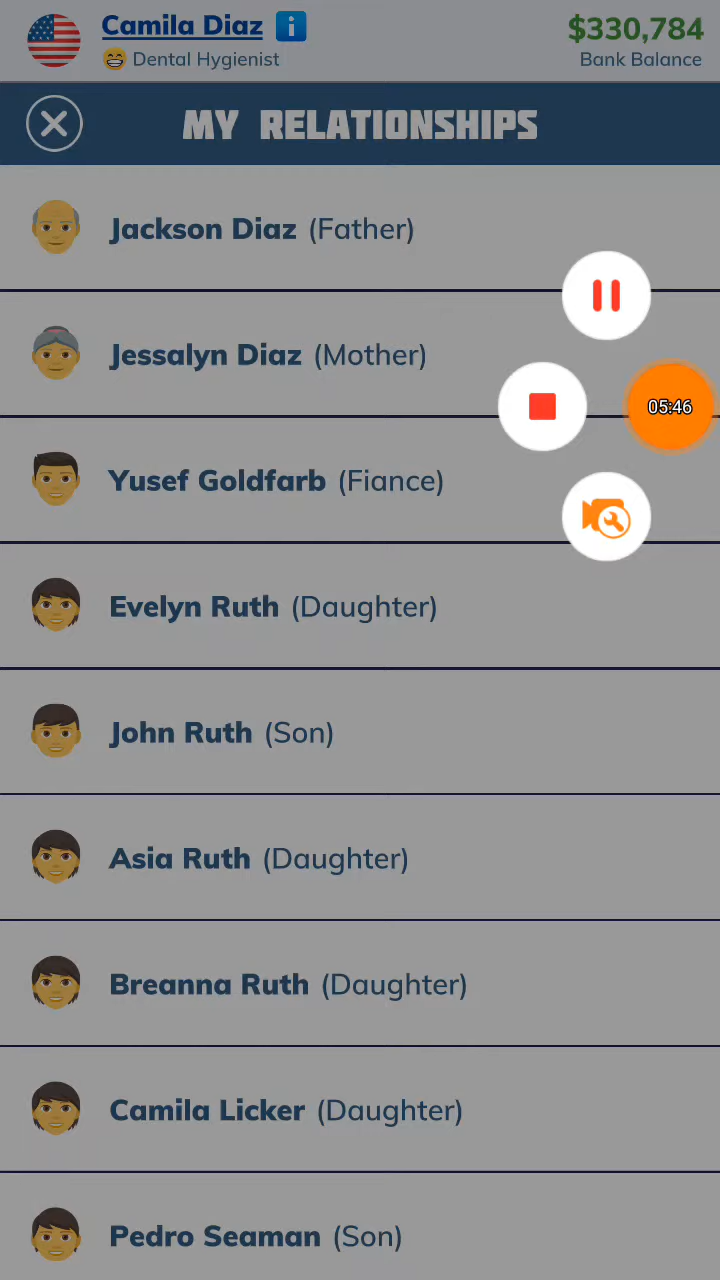 Camila Diaz
$330,784
Dental Hygienist
Bank Balance
MY RELATIONSHIPS
Jackson Diaz (Father)
Jessalyn Diaz (Mother)
05:46
Yusef Goldfarb (Fiance)
Evelyn Ruth (Daughter)
John Ruth (Son)
Asia Ruth (Daughter)
Breanna Ruth (Daughter)
Camila Licker (Daughter)
Pedro Seaman (Son)